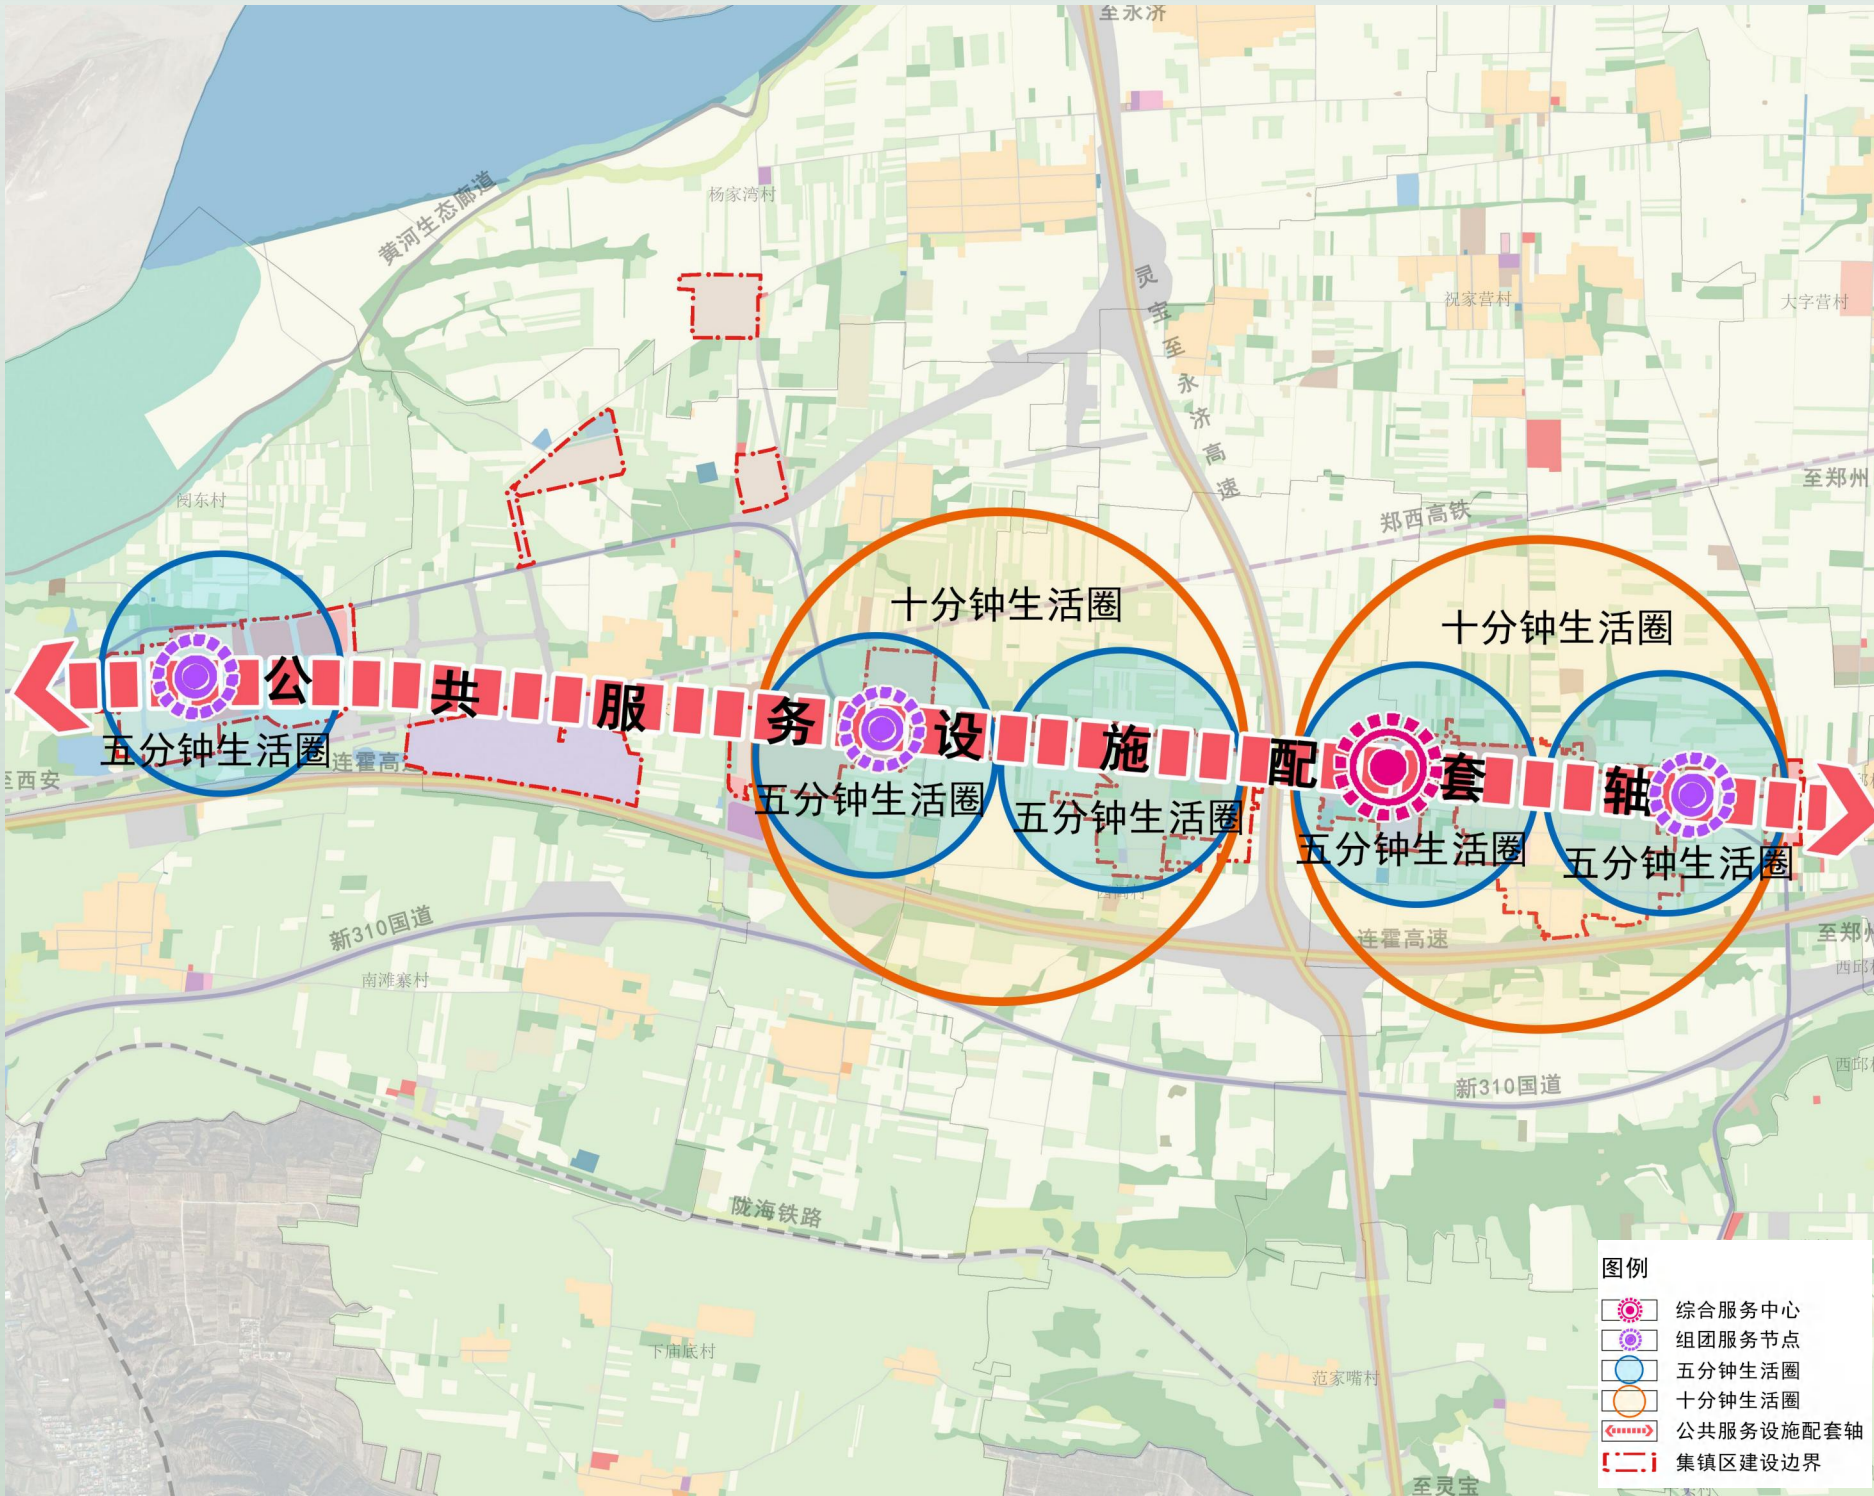 至永济
黄河生态廊道
杨家湾村
灵宝至永济高速
祝家营村
大字营村
阌东村
郑西高铁
至郑州
十分钟生活圈
十分钟生活圈
公共服务设施配套轴
五分钟生活圈
五分钟生活圈
五分钟生活圈
五分钟生活圈
五分钟生活圈
至西安
连霍高速
连霍高速
至郑州
新310国道
南滩寨村
新310国道
陇海铁路
下庙底村
范家嘴村
至灵宝
图例
综合服务中心
组团服务节点
五分钟生活圈
十分钟生活圈
公共服务设施配套轴
集镇区建设边界